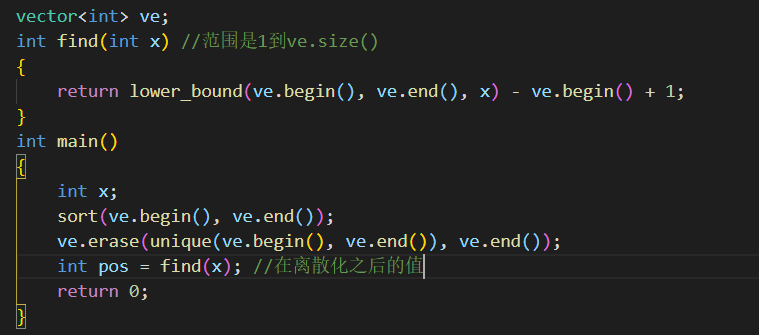 vector<int> ve;
int find(int x) //范围是1到ve.size()
{
    return lower_bound(ve.begin(), ve.end(), x) - ve.begin() + 1;
}
int main()
{
    int x;
    sort(ve.begin(), ve.end());
    ve.erase(unique(ve.begin(), ve.end()), ve.end());
    int pos = find(x); //在离散化之后的值
    return 0;
}